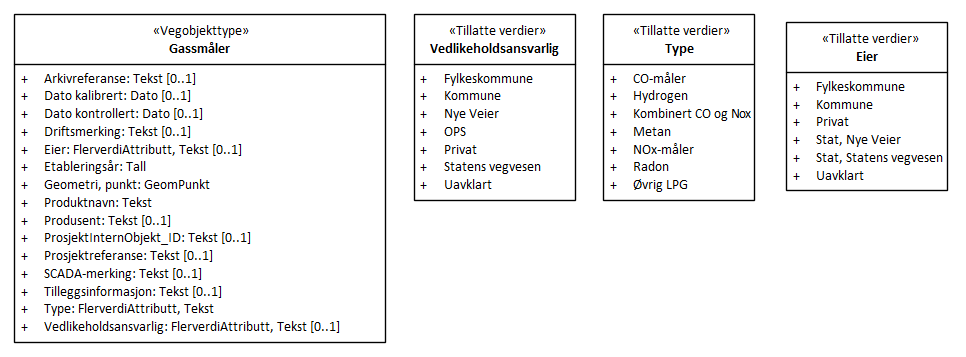 «Vegobjekttype»
Gassmåler
+ Arkivreferanse: Tekst [0..1]
+ Dato kalibrert: Dato [0..1]
+ Dato kontrollert: Dato [0..1]
+ Driftsmerking: Tekst [0..1]
+ Eier: FlerverdiAttributt, Tekst [0..1]
+ Etableringsår: Tall
+ Geometri, punkt: GeomPunkt
+ Produktnavn: Tekst
+ Produsent: Tekst [0..1]
+ ProsjektInternObjekt_ID: Tekst [0..1]
+ Prosjektreferanse: Tekst [0..1]
+ SCADA-merking: Tekst [0..1]
+ Tilleggsinformasjon: Tekst [0..1]
+ Type: FlerverdiAttributt, Tekst
+ Vedlikeholdsansvarlig: FlerverdiAttributt, Tekst [0..1]
«Tillatte verdier»
Vedlikeholdsansvarlig
+ Fylkeskommune
+ Kommune
+ Nye Veier
+ OPS
+ Privat
+ Statens vegvesen
+ Uavklart
«Tillatte verdier»
Type
+ CO-måler
+ Hydrogen
+ Kombinert CO og Nox
+ Metan
+ NOx-måler
+ Radon
+ Øvrig LPG
«Tillatte verdier»
Eier
+ Fylkeskommune
+ Kommune
+ Privat
+ Stat, Nye Veier
+ Stat, Statens vegvesen
+ Uavklart